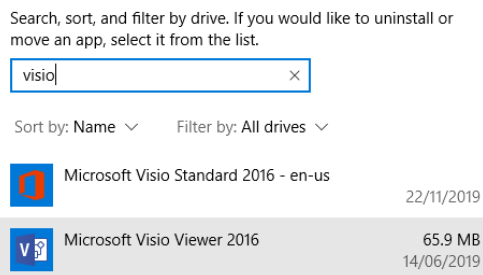 Search, sort, and filter by drive. If you would like to uninstall or
move an app, select it from the list.
visio
Sort by: Name
Filter by: All drives
Microsoft Visio Standard 2016 - en-us
22/11/2019
Microsoft Visio Viewer 2016
65.9 MB
14/06/2019